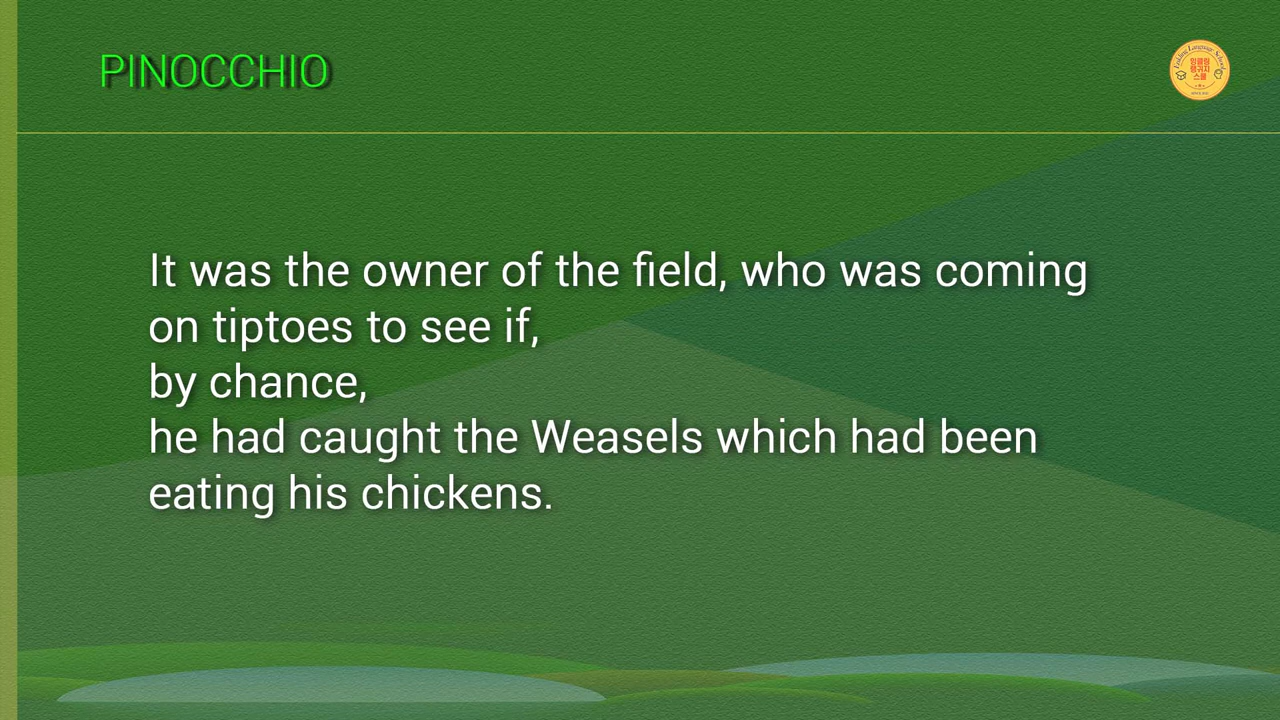 PINOCCHIO
It was the owner of the field, who was coming
on tiptoes to see if,
by chance,
he had caught the Weasels which had been
eating his chickens.